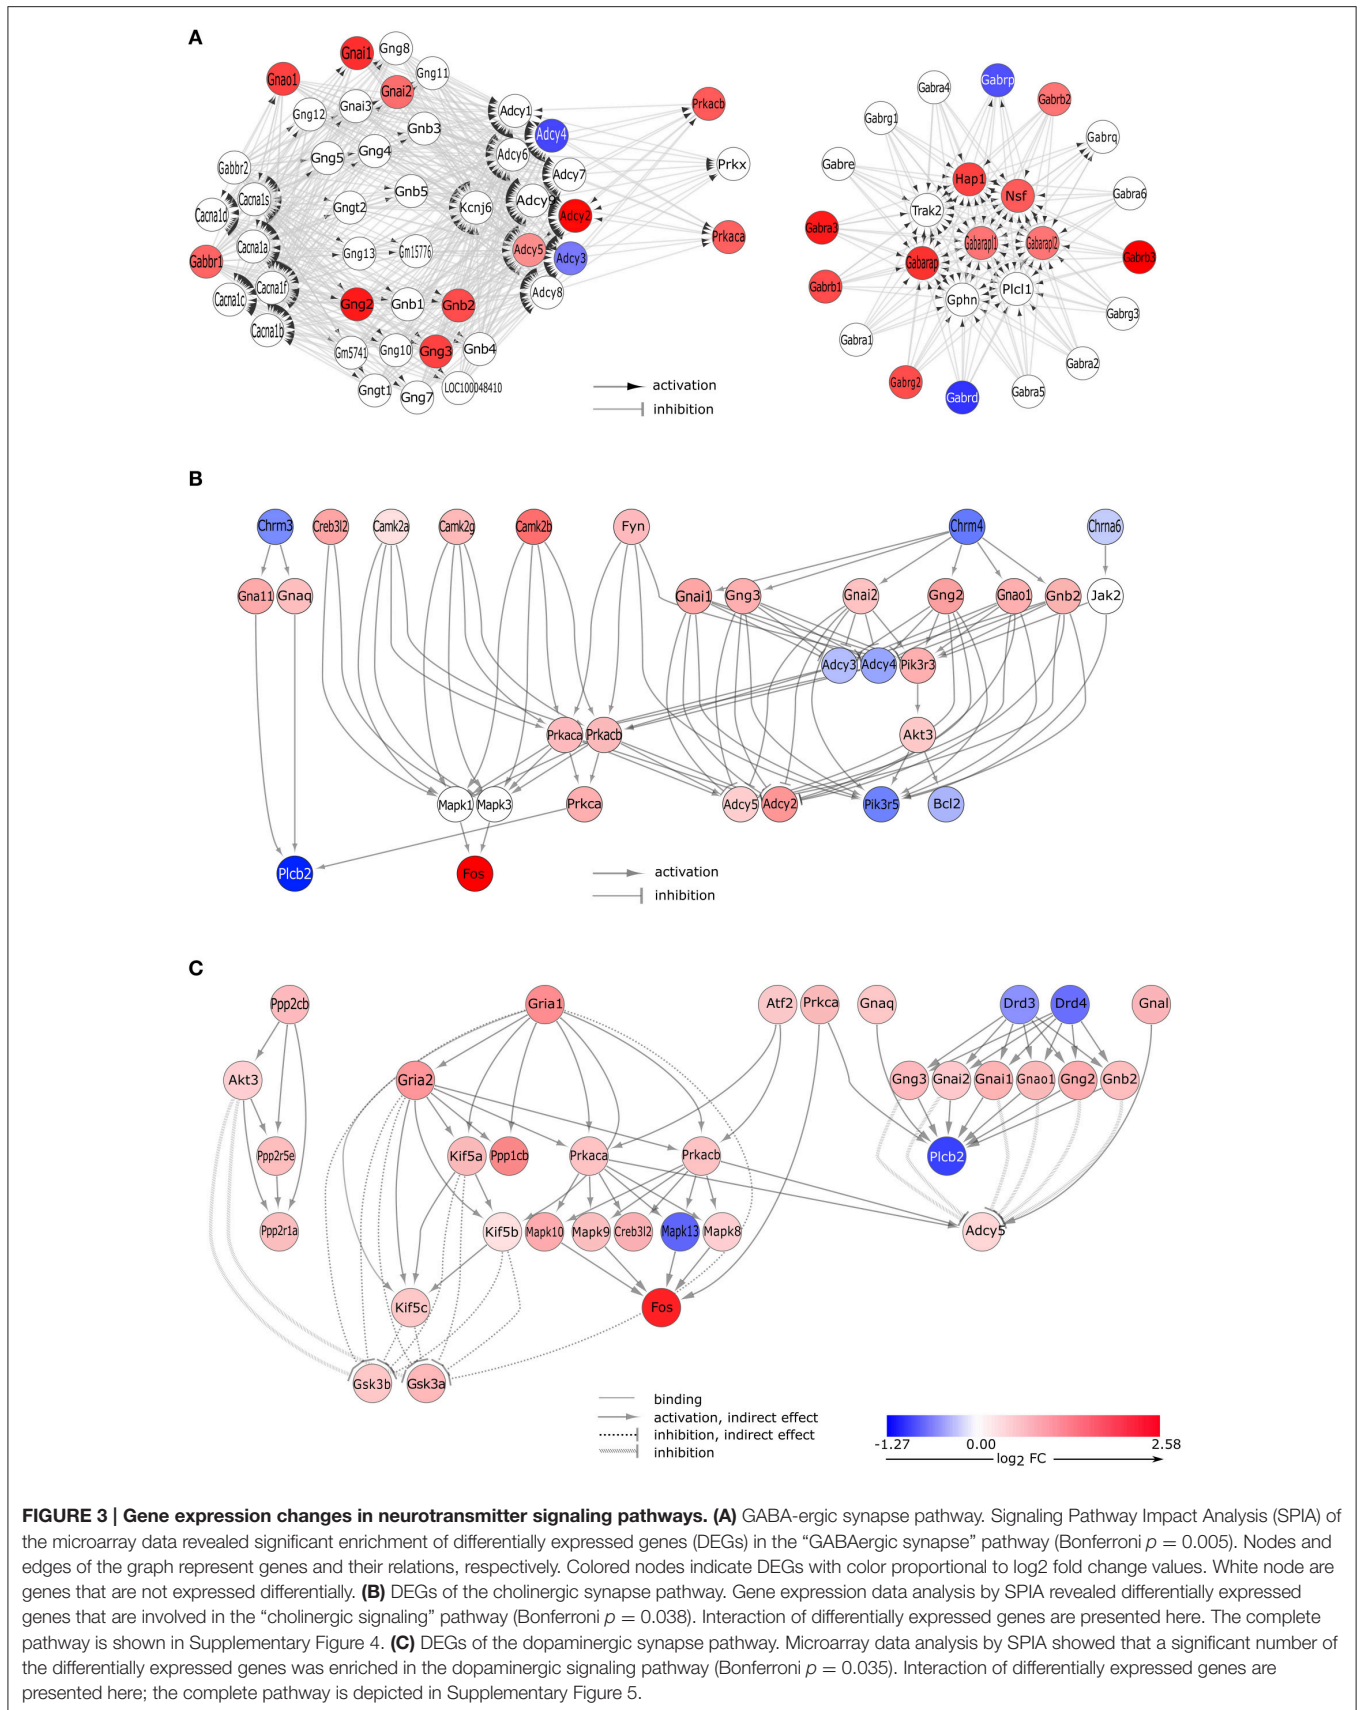 A
Gng8
Gnai1
Gng11
Gnao1
Gnai2
Gnai3
Gng12
Gnb3
Adcy1
Prkacb
Adcy4
Gng4
Gng5
Adcy6
Gabbr2
Adcy7
Prkx
Cacna1s
Gnb5
Adcy9
Gngt2
Kcnj6
Cacna1d
Adcy2
Prkaca
Cacna1a
Gng13
Gm15776
Adcy5
Adcy3
Gabbr1
Cacna1f
Adcy8
Cacna1c
Gng2
Gnb1
Gnb2
Cacna1b
Gm5741
Gng10
Gng3
Gnb4
Gngt1
Gng7
LOC100048410
Gabra4
Gabrp
Gabrb2
Gabrg1
Gabrq
Gabre
Hap1
Nsf
Gabra6
Trak2
Gabra3
Gabarapl1
Gabarapl2
Gabarap
Gabrb3
Gabrb1
Gphn
Plcl1
Gabrg3
Gabra1
Gabra2
Gabrg2
Gabrd
Gabra5
activation
inhibition
B
Chrm3
Creb3l2
Camk2a
Camk2g
Camk2b
Fyn
Chrm4
Chrna6
Gna11
Gnaq
Gnai1
Gng3
Gnai2
Gng2
Gnao1
Gnb2
Jak2
Adcy3
Adcy4
Pik3r3
Prkaca
Prkacb
Akt3
Mapk1
Mapk3
Prkca
Adcy5
Adcy2
Pik3r5
Bcl2
Plcb2
Fos
activation
inhibition
C
Ppp2cb
Gria1
Atf2
Prkca
Gnaq
Drd3
Drd4
Gnal
Akt3
Gria2
Gng3
Gnai2
Gnai1
Gnao1
Gng2
Gnb2
Ppp2r5e
Kif5a
Ppp1cb
Prkaca
Prkacb
Plcb2
Ppp2r1a
Kif5b
Mapk10
Mapk9
Creb3l2
Mapk13
Mapk8
Adcy5
Kif5c
Fos
Gsk3b
Gsk3a
binding
activation, indirect effect
inhibition, indirect effect
inhibition
-1.27 0.00 2.58
log2 FC
FIGURE 3 | Gene expression changes in neurotransmitter signaling pathways. (A) GABA-ergic synapse pathway. Signaling Pathway Impact Analysis (SPIA) of
the microarray data revealed significant enrichment of differentially expressed genes (DEGs) in the “GABAergic synapse” pathway (Bonferroni p = 0.005). Nodes and
edges of the graph represent genes and their relations, respectively. Colored nodes indicate DEGs with color proportional to log2 fold change values. White node are
genes that are not expressed differentially. (B) DEGs of the cholinergic synapse pathway. Gene expression data analysis by SPIA revealed differentially expressed
genes that are involved in the “cholinergic signaling” pathway (Bonferroni p = 0.038). Interaction of differentially expressed genes are presented here. The complete
pathway is shown in Supplementary Figure 4. (C) DEGs of the dopaminergic synapse pathway. Microarray data analysis by SPIA showed that a significant number of
the differentially expressed genes was enriched in the dopaminergic signaling pathway (Bonferroni p = 0.035). Interaction of differentially expressed genes are
presented here; the complete pathway is depicted in Supplementary Figure 5.